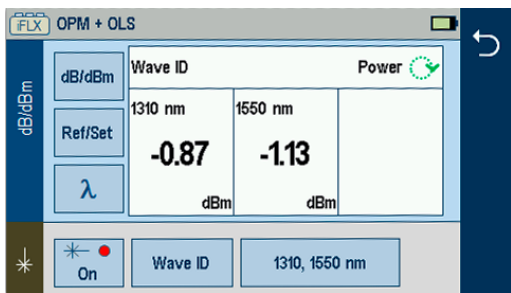 iFLX OPM + OLS
dB/dBm
dB/dBm
Ref/Set
λ
Wave ID
Power
1310 nm
-0.87
dBm
1550 nm
-1.13
dBm
On
Wave ID
1310, 1550 nm